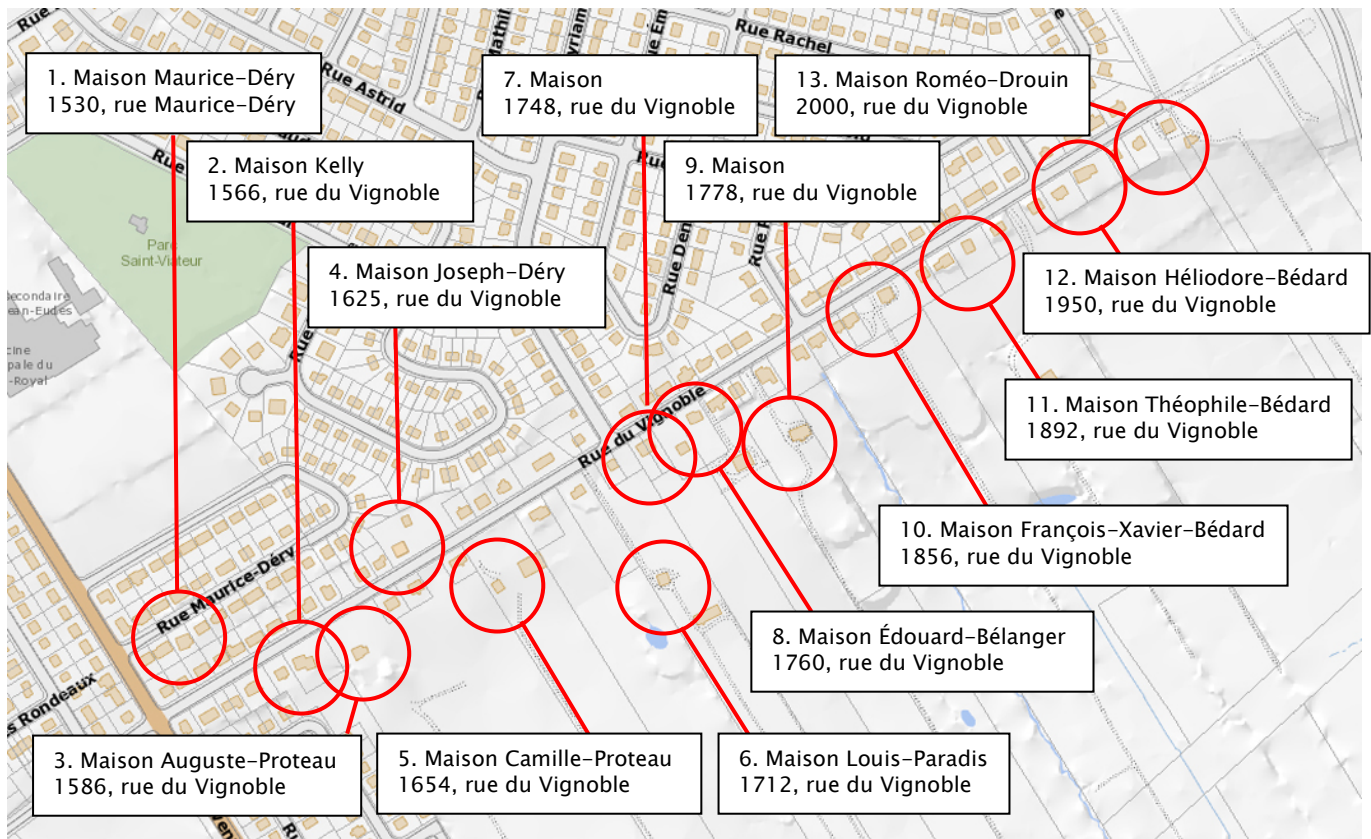 Rue Rachel
Rue Astrid
1. Maison Maurice-Déry
1530, rue Maurice-Déry
7. Maison
1748, rue du Vignoble
13. Maison Roméo-Drouin
2000, rue du Vignoble
2. Maison Kelly
1566, rue du Vignoble
9. Maison
1778, rue du Vignoble
Parc
Saint-Viateur
4. Maison Joseph-Déry
1625, rue du Vignoble
12. Maison Héliodore-Bédard
1950, rue du Vignoble
11. Maison Théophile-Bédard
1892, rue du Vignoble
Rue du Vignoble
10. Maison François-Xavier-Bédard
1856, rue du Vignoble
Rue Maurice-Déry
8. Maison Édouard-Bélanger
1760, rue du Vignoble
Rondeaux
3. Maison Auguste-Proteau
1586, rue du Vignoble
5. Maison Camille-Proteau
1654, rue du Vignoble
6. Maison Louis-Paradis
1712, rue du Vignoble